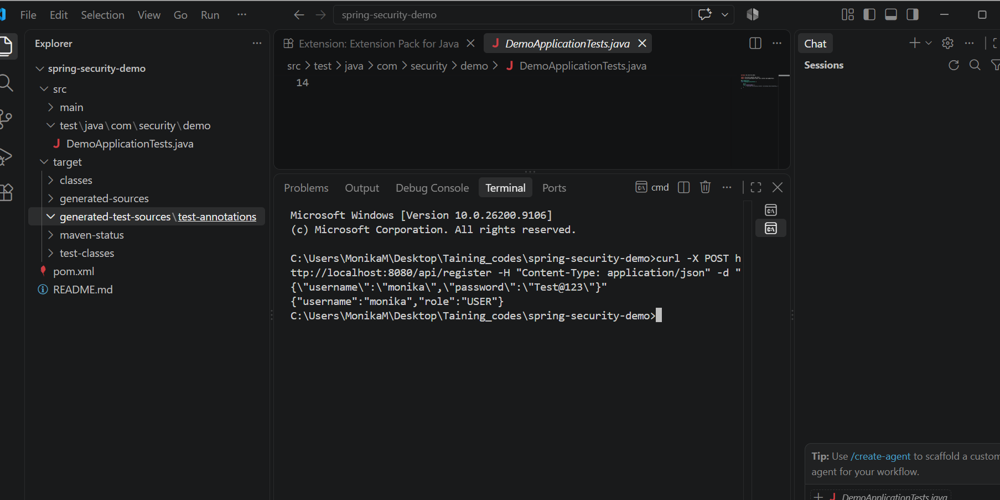 File Edit Selection View Go Run ···
spring-security-demo
Explorer ···
spring-security-demo
src
main
test\java\com\security\demo
J DemoApplicationTests.java
target
classes
generated-sources
generated-test-sources\test-annotations
maven-status
test-classes
pom.xml
README.md
Extension: Extension Pack for Java
J DemoApplicationTests.java
src > test > java > com > security > demo > J DemoApplicationTests.java
14
Problems Output Debug Console Terminal Ports
cmd
Microsoft Windows [Version 10.0.26200.9106]
(c) Microsoft Corporation. All rights reserved.
C:\Users\MonikaM\Desktop\Taining_codes\spring-security-demo>curl -X POST h
ttp://localhost:8080/api/register -H "Content-Type: application/json" -d "
{\"username\":\"monika\",\"password\":\"Test@123\"}"
{"username":"monika","role":"USER"}
C:\Users\MonikaM\Desktop\Taining_codes\spring-security-demo>
Chat
Sessions
Tip: Use /create-agent to scaffold a custom
agent for your workflow.
J DemoApplicationTests.java